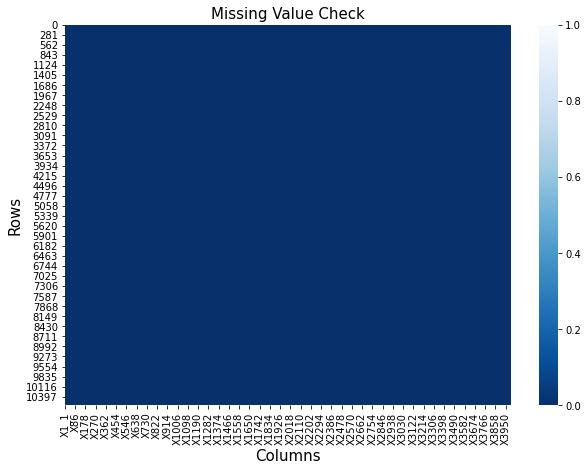 Missing Value Check
Rows
0
281
562
843
1124
1405
1686
1967
2248
2529
2810
3091
3372
3653
3934
4215
4496
4777
5058
5339
5620
5901
6182
6463
6744
7025
7306
7587
7868
8149
8430
8711
8992
9273
9554
9835
10116
10397
X1 1
X86
X178
X270
X362
X454
X546
X638
X730
X822
X914
X1006
X1098
X1190
X1282
X1374
X1466
X1558
X1650
X1742
X1834
X1926
X2018
X2110
X2202
X2294
X2386
X2478
X2570
X2662
X2754
X2846
X2938
X3030
X3122
X3214
X3306
X3398
X3490
X3582
X3674
X3766
X3858
X3950
Columns
1.0
0.8
0.6
0.4
0.2
0.0